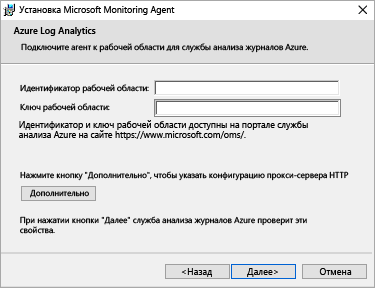 Установка Microsoft Monitoring Agent
Azure Log Analytics
Подключите агент к рабочей области для службы анализа журналов Azure.
Идентификатор рабочей области:
Ключ рабочей области:
Идентификатор и ключ рабочей области доступны на портале службы
анализа Azure на сайте https://www.microsoft.com/oms/.
Нажмите кнопку "Дополнительно", чтобы указать конфигурацию прокси-сервера HTTP
Дополнительно
При нажатии кнопки "Далее" служба анализа журналов Azure проверит эти
свойства.
<Назад
Далее>
Отмена